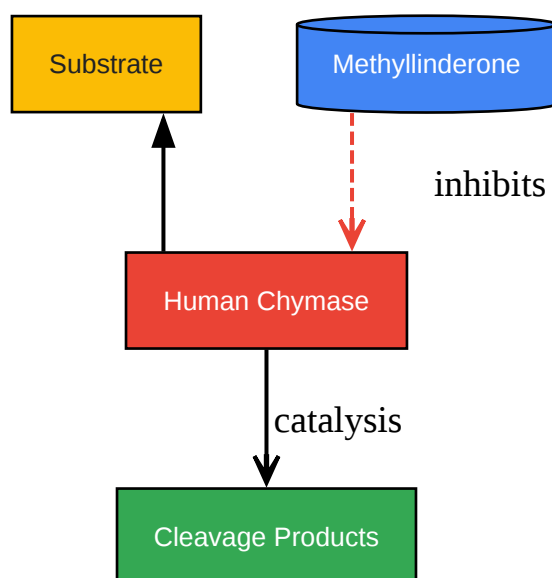 Substrate
Methyllinderone
inhibits
Human Chymase
catalysis
Cleavage Products